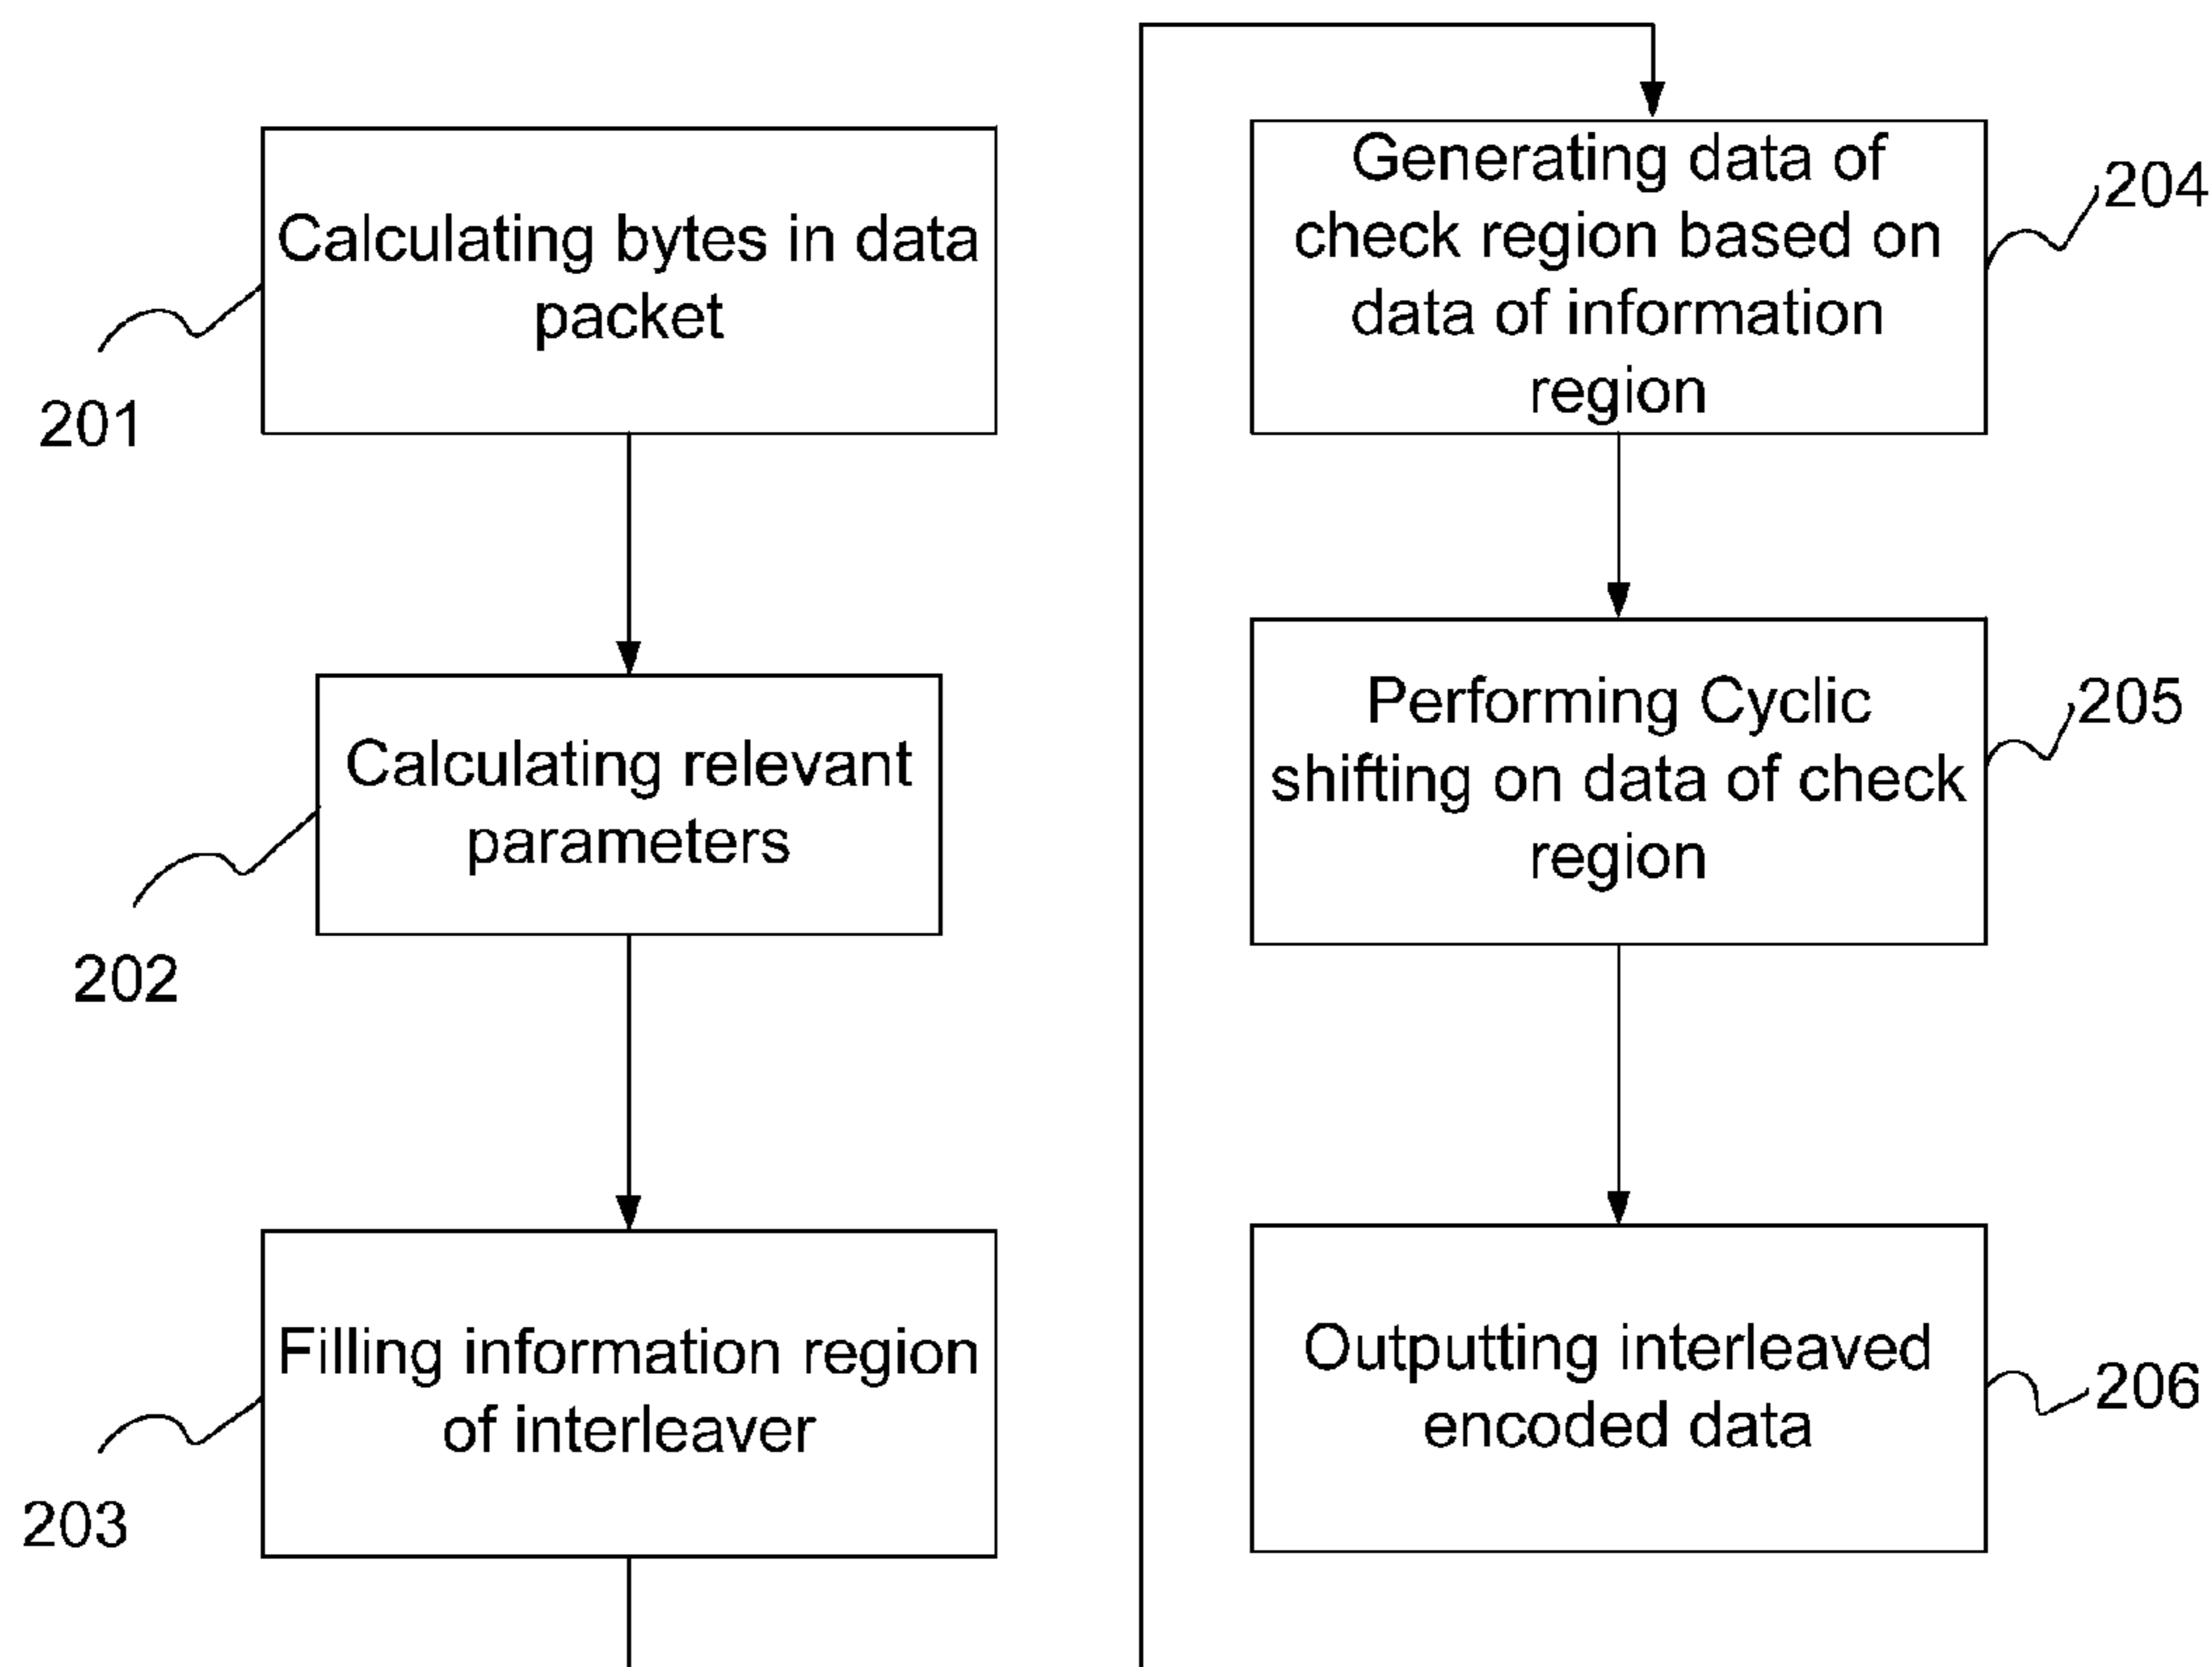 Calculating bytes in data
packet
201
Calculating relevant
parameters
202
Filling information region
of interleaver
203
Generating data of
check region based on
data of information
region
204
Performing Cyclic
shifting on data of check
region
205
Outputting interleaved
encoded data
206